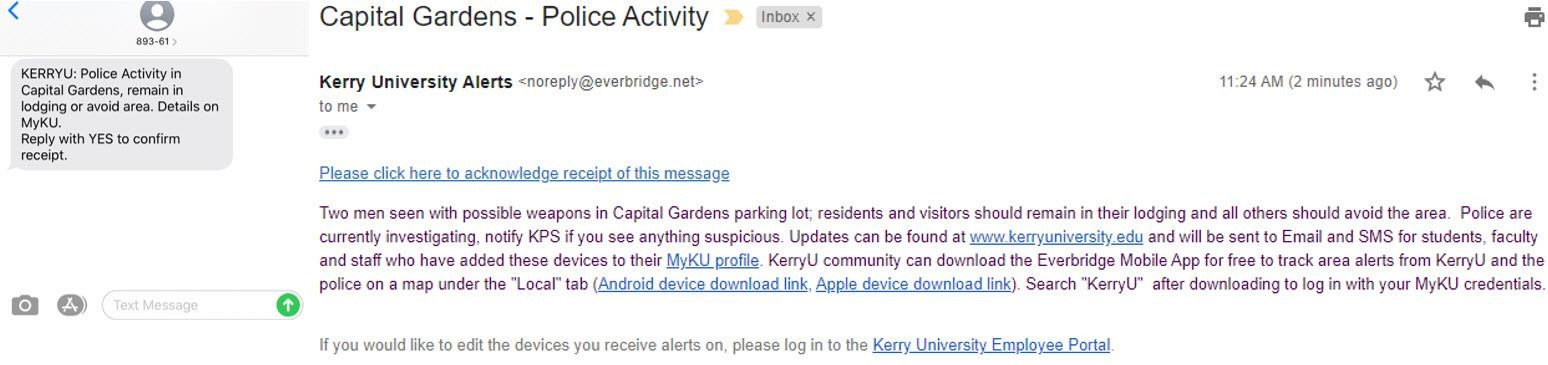 893-61 >
KERRYU: Police Activity in
Capital Gardens, remain in
lodging or avoid area. Details on
MyKU.
Reply with YES to confirm
receipt.
Text Message
Capital Gardens - Police Activity Inbox ×
Kerry University Alerts <noreply@everbridge.net> 11:24 AM (2 minutes ago)
to me
Please click here to acknowledge receipt of this message
Two men seen with possible weapons in Capital Gardens parking lot; residents and visitors should remain in their lodging and all others should avoid the area.  Police are
currently investigating, notify KPS if you see anything suspicious. Updates can be found at www.kerryuniversity.edu and will be sent to Email and SMS for students, faculty
and staff who have added these devices to their MyKU profile. KerryU community can download the Everbridge Mobile App for free to track area alerts from KerryU and the
police on a map under the "Local" tab (Android device download link, Apple device download link). Search "KerryU"  after downloading to log in with your MyKU credentials.
If you would like to edit the devices you receive alerts on, please log in to the Kerry University Employee Portal.